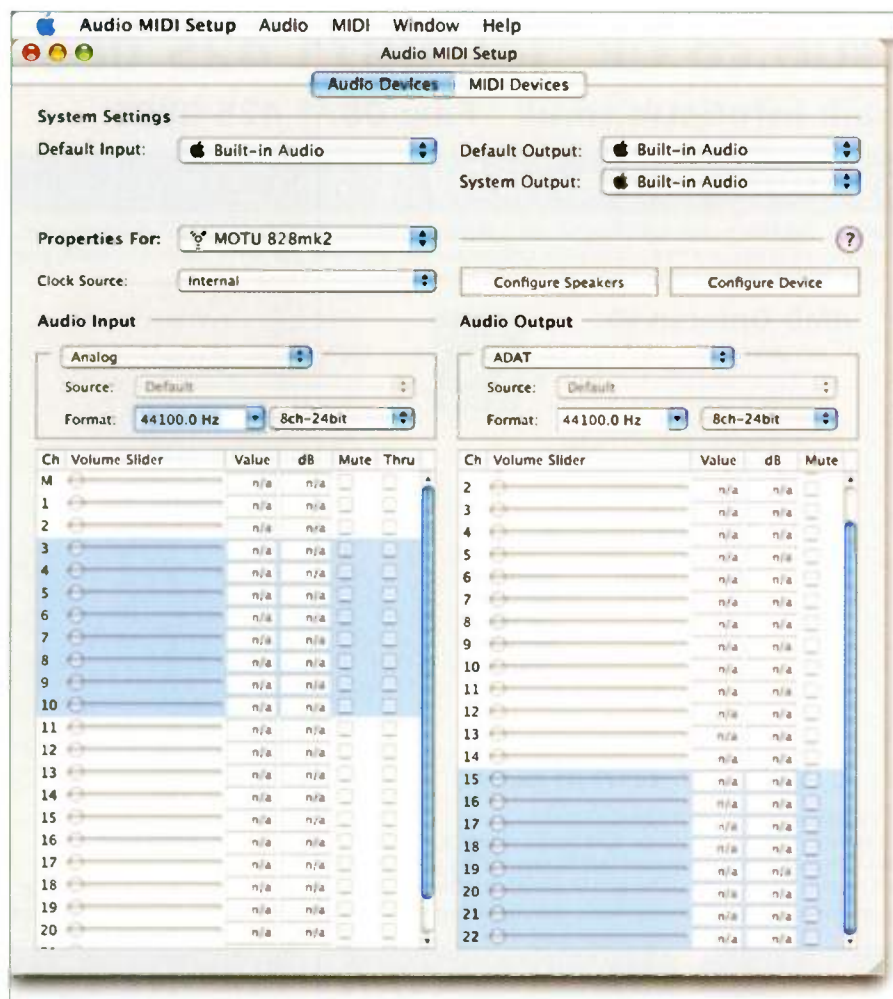 Audio MIDI Setup Audio MIDI Window Help
Audio MIDI Setup
Audio Devices MIDI Devices
System Settings
Default Input: Built-in Audio
Default Output: Built-in Audio
System Output: Built-in Audio
Properties For: MOTU 828mk2 ?
Clock Source: Internal
Configure Speakers Configure Device
Audio Input
Analog
Source: Default
Format: 44100.0 Hz 8ch-24bit
Ch Volume Slider Value dB Mute Thru
M n/a n/a
1 n/a n/a
2 n/a n/a
3 n/a n/a
4 n/a n/a
5 n/a n/a
6 n/a n/a
7 n/a n/a
8 n/a n/a
9 n/a n/a
10 n/a n/a
11 n/a n/a
12 n/a n/a
13 n/a n/a
14 n/a n/a
15 n/a n/a
16 n/a n/a
17 n/a n/a
18 n/a n/a
19 n/a n/a
20 n/a n/a
Audio Output
ADAT
Source: Default
Format: 44100.0 Hz 8ch-24bit
Ch Volume Slider Value dB Mute
2 n/a n/a
3 n/a n/a
4 n/a n/a
5 n/a n/a
6 n/a n/a
7 n/a n/a
8 n/a n/a
9 n/a n/a
10 n/a n/a
11 n/a n/a
12 n/a n/a
13 n/a n/a
14 n/a n/a
15 n/a n/a
16 n/a n/a
17 n/a n/a
18 n/a n/a
19 n/a n/a
20 n/a n/a
21 n/a n/a
22 n/a n/a